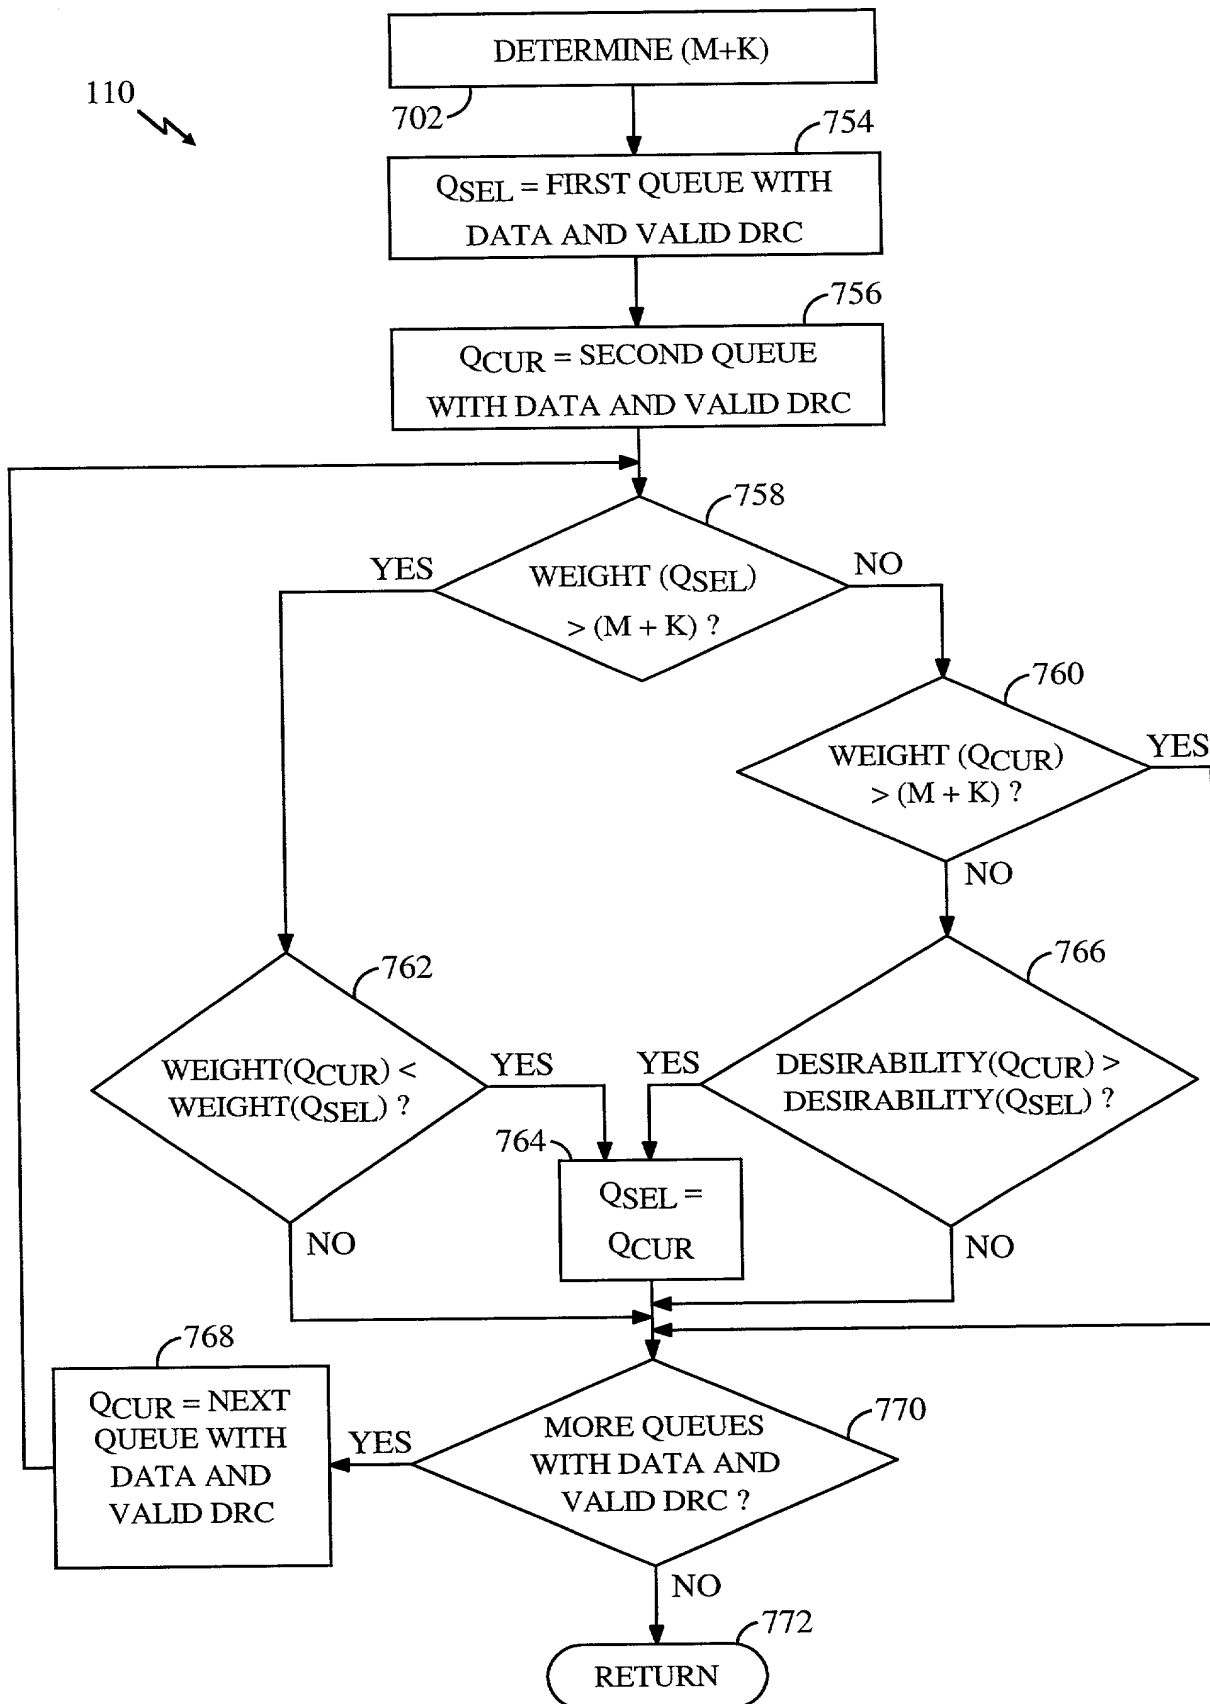 DETERMINE (M+K)
110
702
754
QSEL = FIRST QUEUE WITH
DATA AND VALID DRC
756
QCUR = SECOND QUEUE
WITH DATA AND VALID DRC
758
YES
WEIGHT (QSEL)
> (M + K) ?
NO
760
WEIGHT (QCUR)
> (M + K) ?
YES
NO
762
WEIGHT(QCUR) <
WEIGHT(QSEL) ?
YES
NO
766
YES
DESIRABILITY(QCUR) >
DESIRABILITY(QSEL) ?
NO
764
QSEL =
QCUR
768
QCUR = NEXT
QUEUE WITH
DATA AND
VALID DRC
YES
770
MORE QUEUES
WITH DATA AND
VALID DRC ?
NO
772
RETURN